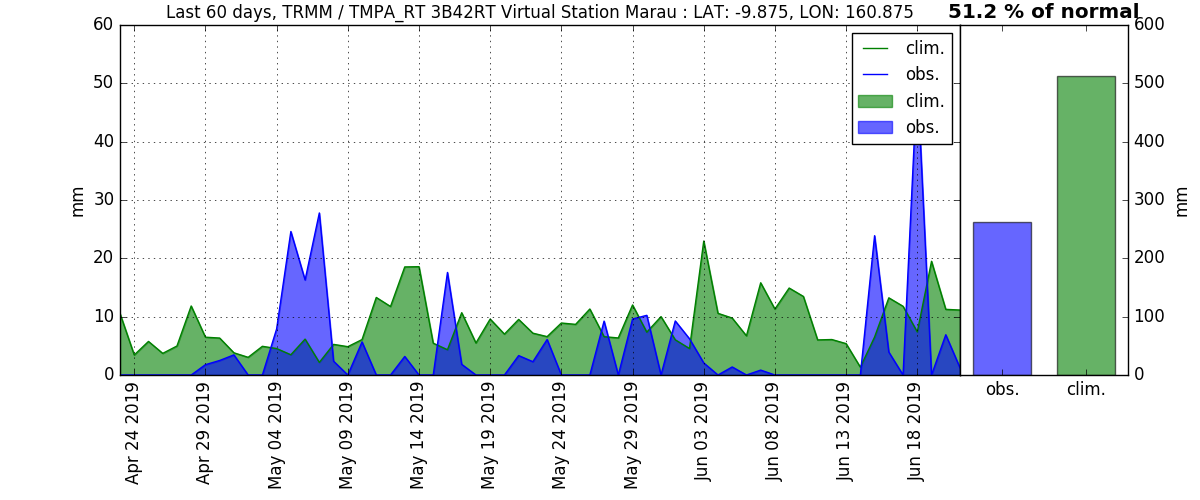 Last 60 days, TRMM / TMPA_RT 3B42RT Virtual Station Marau : LAT: -9.875, LON: 160.875
51.2 % of normal
60
50
40
30
20
10
0
mm
clim.
obs.
clim.
obs.
600
500
400
300
200
100
0
mm
obs.
clim.
Apr 24 2019
Apr 29 2019
May 04 2019
May 09 2019
May 14 2019
May 19 2019
May 24 2019
May 29 2019
Jun 03 2019
Jun 08 2019
Jun 13 2019
Jun 18 2019